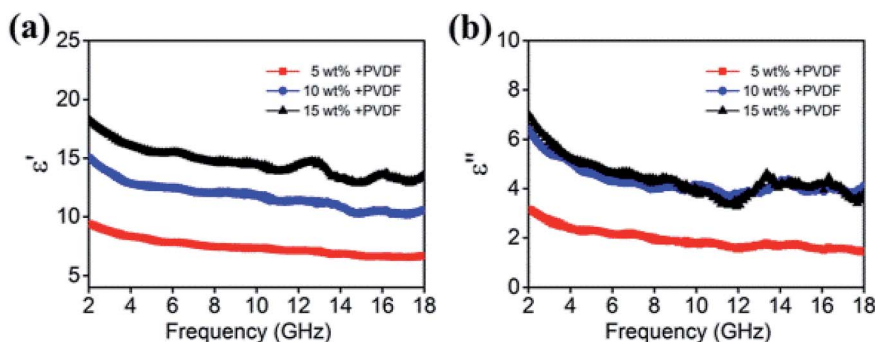 (a)
25
20
15
10
5
ε'
5 wt% +PVDF
10 wt% +PVDF
15 wt% +PVDF
2 4 6 8 10 12 14 16 18
Frequency (GHz)
(b)
10
8
6
4
2
0
ε"
5 wt% +PVDF
10 wt% +PVDF
15 wt% +PVDF
2 4 6 8 10 12 14 16 18
Frequency (GHz)